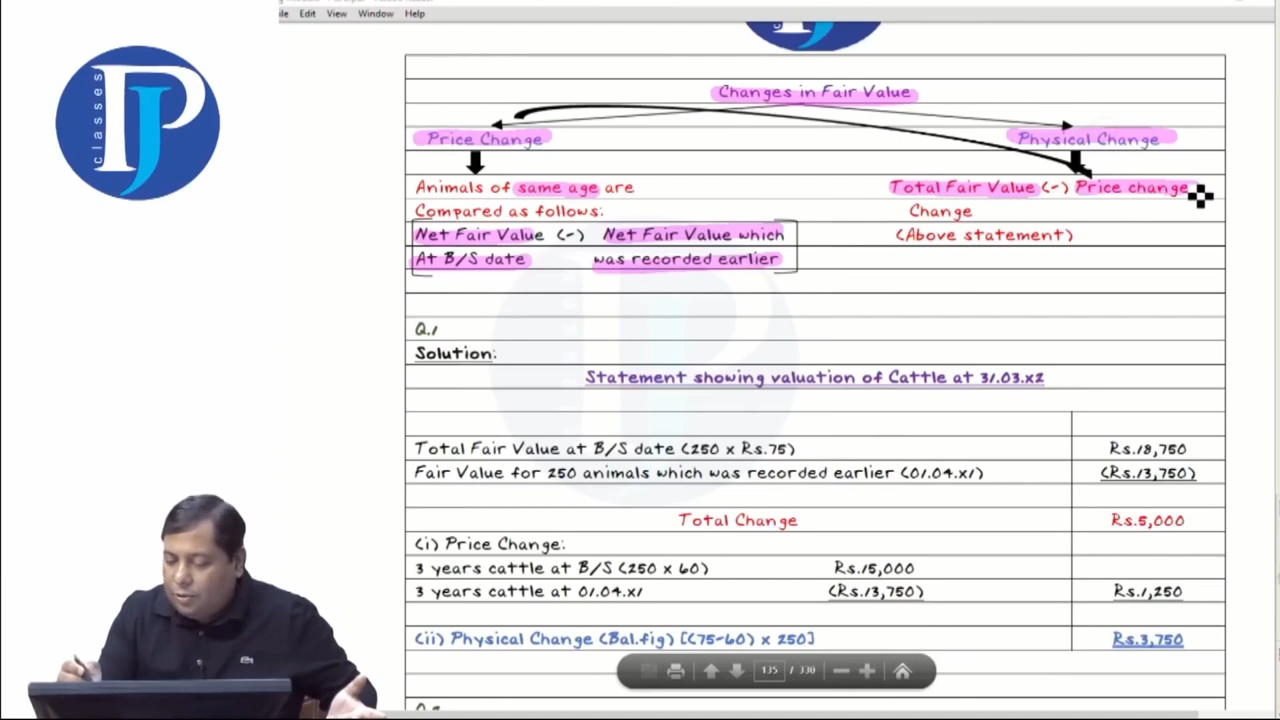 ile Edit View Window Help
classes PJ
Changes in Fair Value
Price Change Physical Change
Animals of same age are Total Fair Value (-) Price change
Compared as follows: Change
Net Fair Value (-) Net Fair Value which (Above statement)
At B/S date was recorded earlier
Q.1
Solution:
Statement showing valuation of Cattle at 31.03.x2
Total Fair Value at B/S date (250 x Rs.75) Rs.18,750
Fair Value for 250 animals which was recorded earlier (01.04.x1) (Rs.13,750)
Total Change Rs.5,000
(i) Price Change:
3 years cattle at B/S (250 x 60) Rs.15,000
3 years cattle at 01.04.x1 (Rs.13,750) Rs.1,250
(ii) Physical Change (Bal.fig) [(75-60) x 250] Rs.3,750
135 / 330